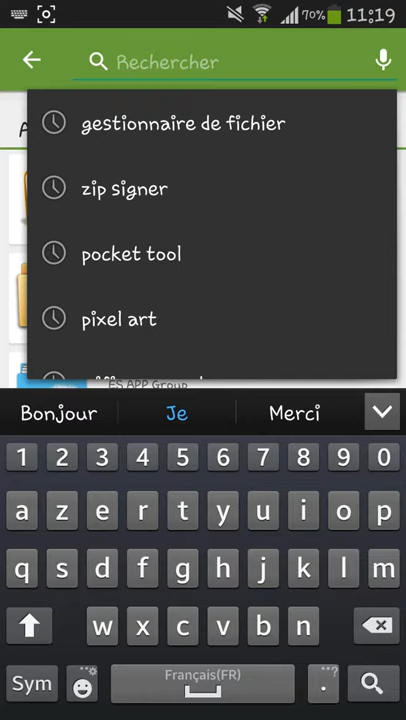 70% 11:19
Rechercher
gestionnaire de fichier
zip signer
pocket tool
pixel art
ES APP Group
Bonjour Je Merci
1 2 3 4 5 6 7 8 9 0
a z e r t y u i o p
q s d f g h j k l m
w x c v b n
Sym Français(FR) . ...?